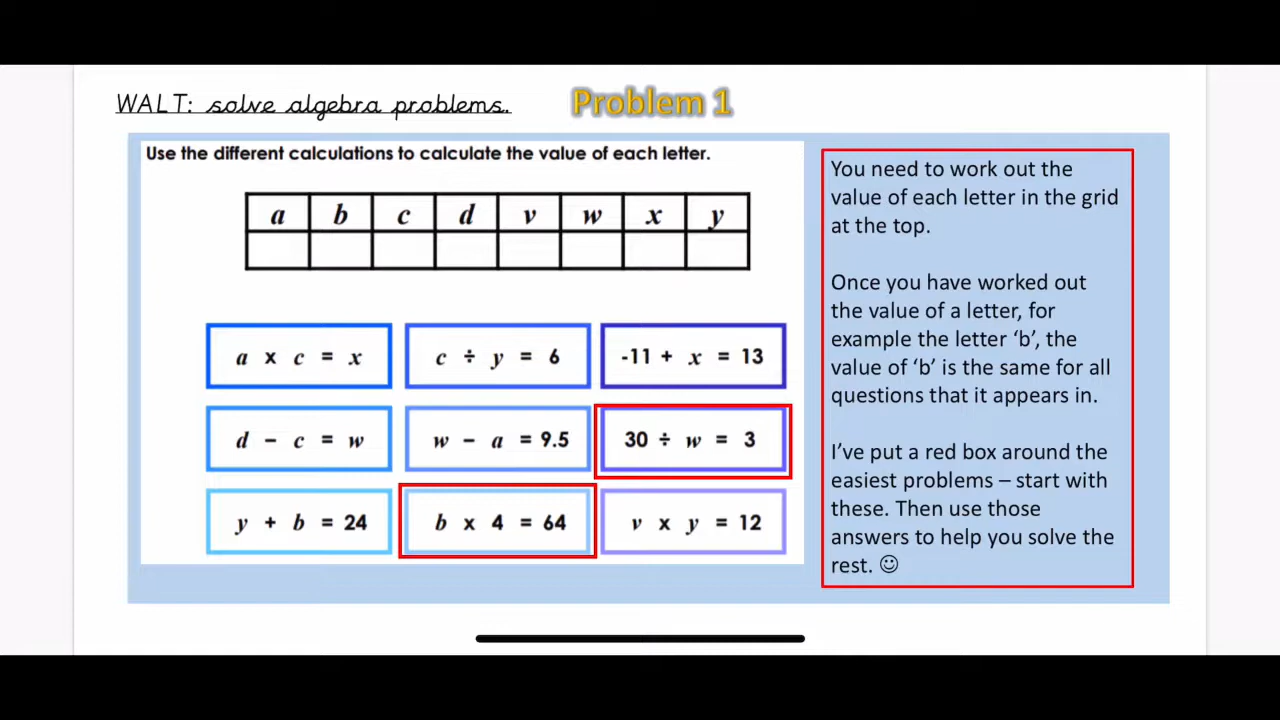 WALT: solve algebra problems.
Problem 1
Use the different calculations to calculate the value of each letter.
a b c d v w x y
a x c = x
c ÷ y = 6
-11 + x = 13
d – c = w
w – a = 9.5
30 ÷ w = 3
y + b = 24
b x 4 = 64
v x y = 12
You need to work out the
value of each letter in the grid
at the top.
Once you have worked out
the value of a letter, for
example the letter ‘b’, the
value of ‘b’ is the same for all
questions that it appears in.
I’ve put a red box around the
easiest problems – start with
these. Then use those
answers to help you solve the
rest. ☺